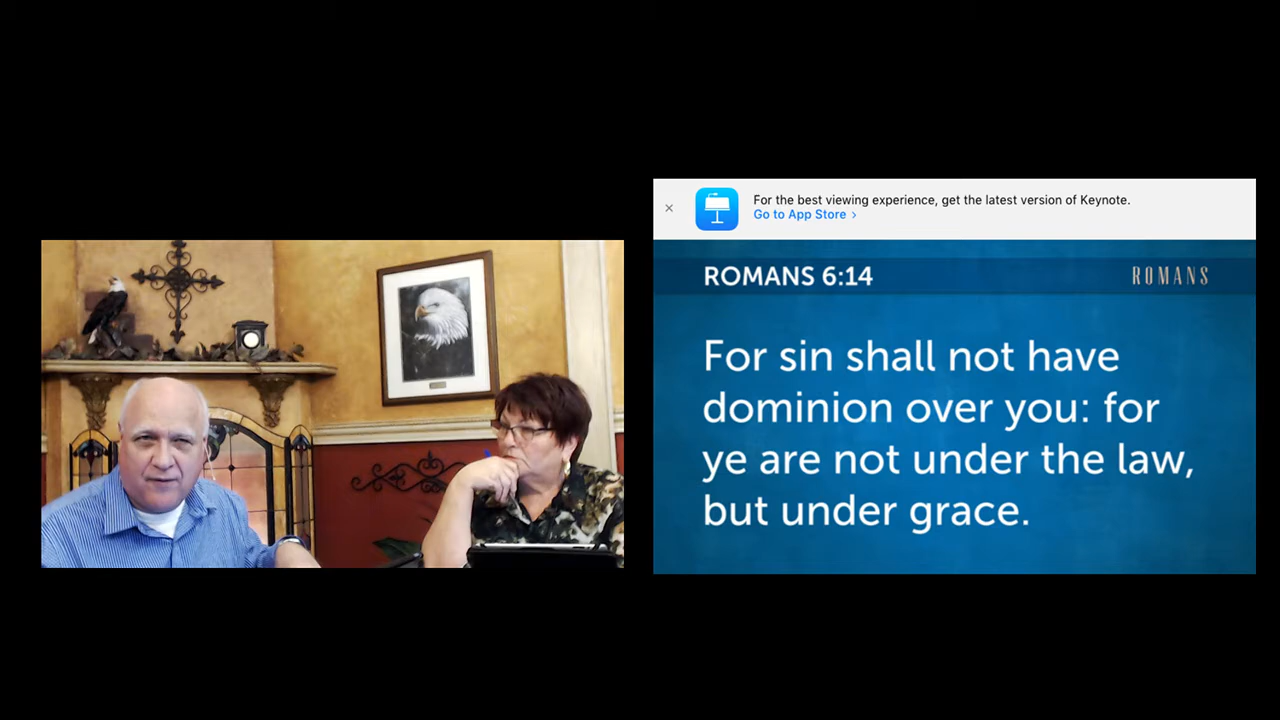 For the best viewing experience, get the latest version of Keynote.
Go to App Store >
ROMANS 6:14
ROMANS
For sin shall not have
dominion over you: for
ye are not under the law,
but under grace.